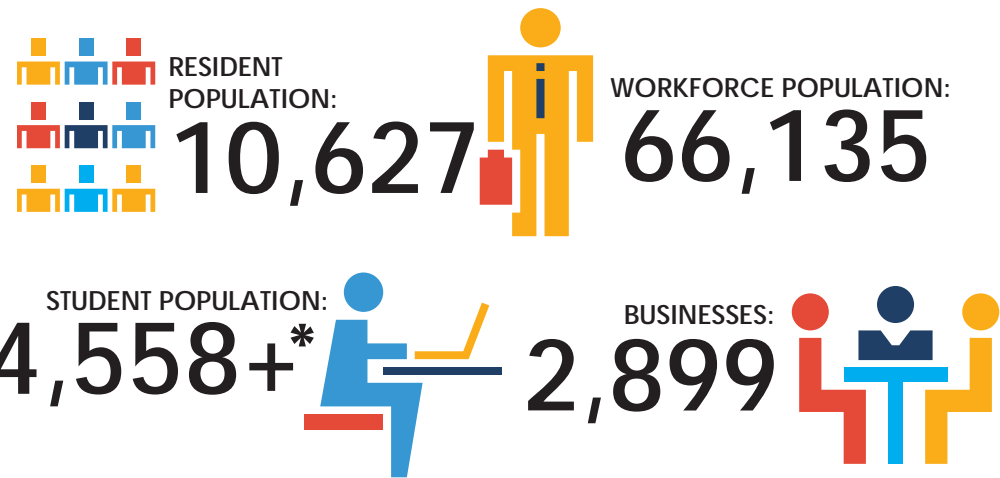 RESIDENT
POPULATION:
10,627
WORKFORCE POPULATION:
66,135
STUDENT POPULATION:
4,558+*
BUSINESSES:
2,899